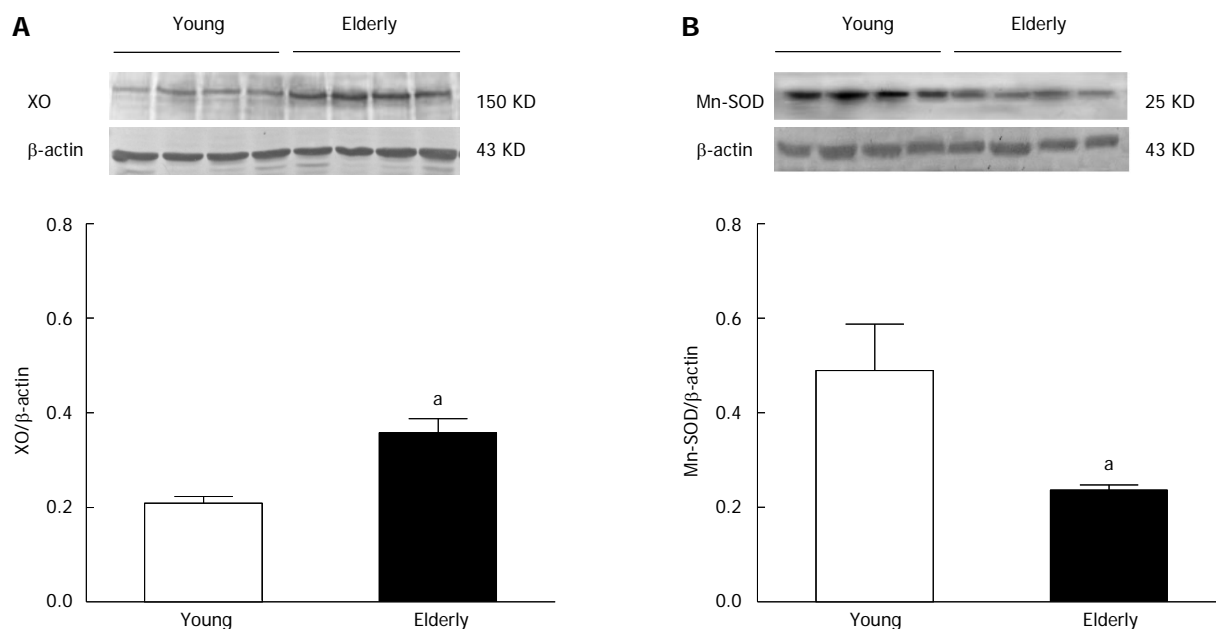 A
Young Elderly
XO 150 KD
β-actin 43 KD
0.8
0.6
0.4
0.2
0.0
XO/β-actin
a
Young Elderly
B
Young Elderly
Mn-SOD 25 KD
β-actin 43 KD
0.8
0.6
0.4
0.2
0.0
Mn-SOD/β-actin
a
Young Elderly